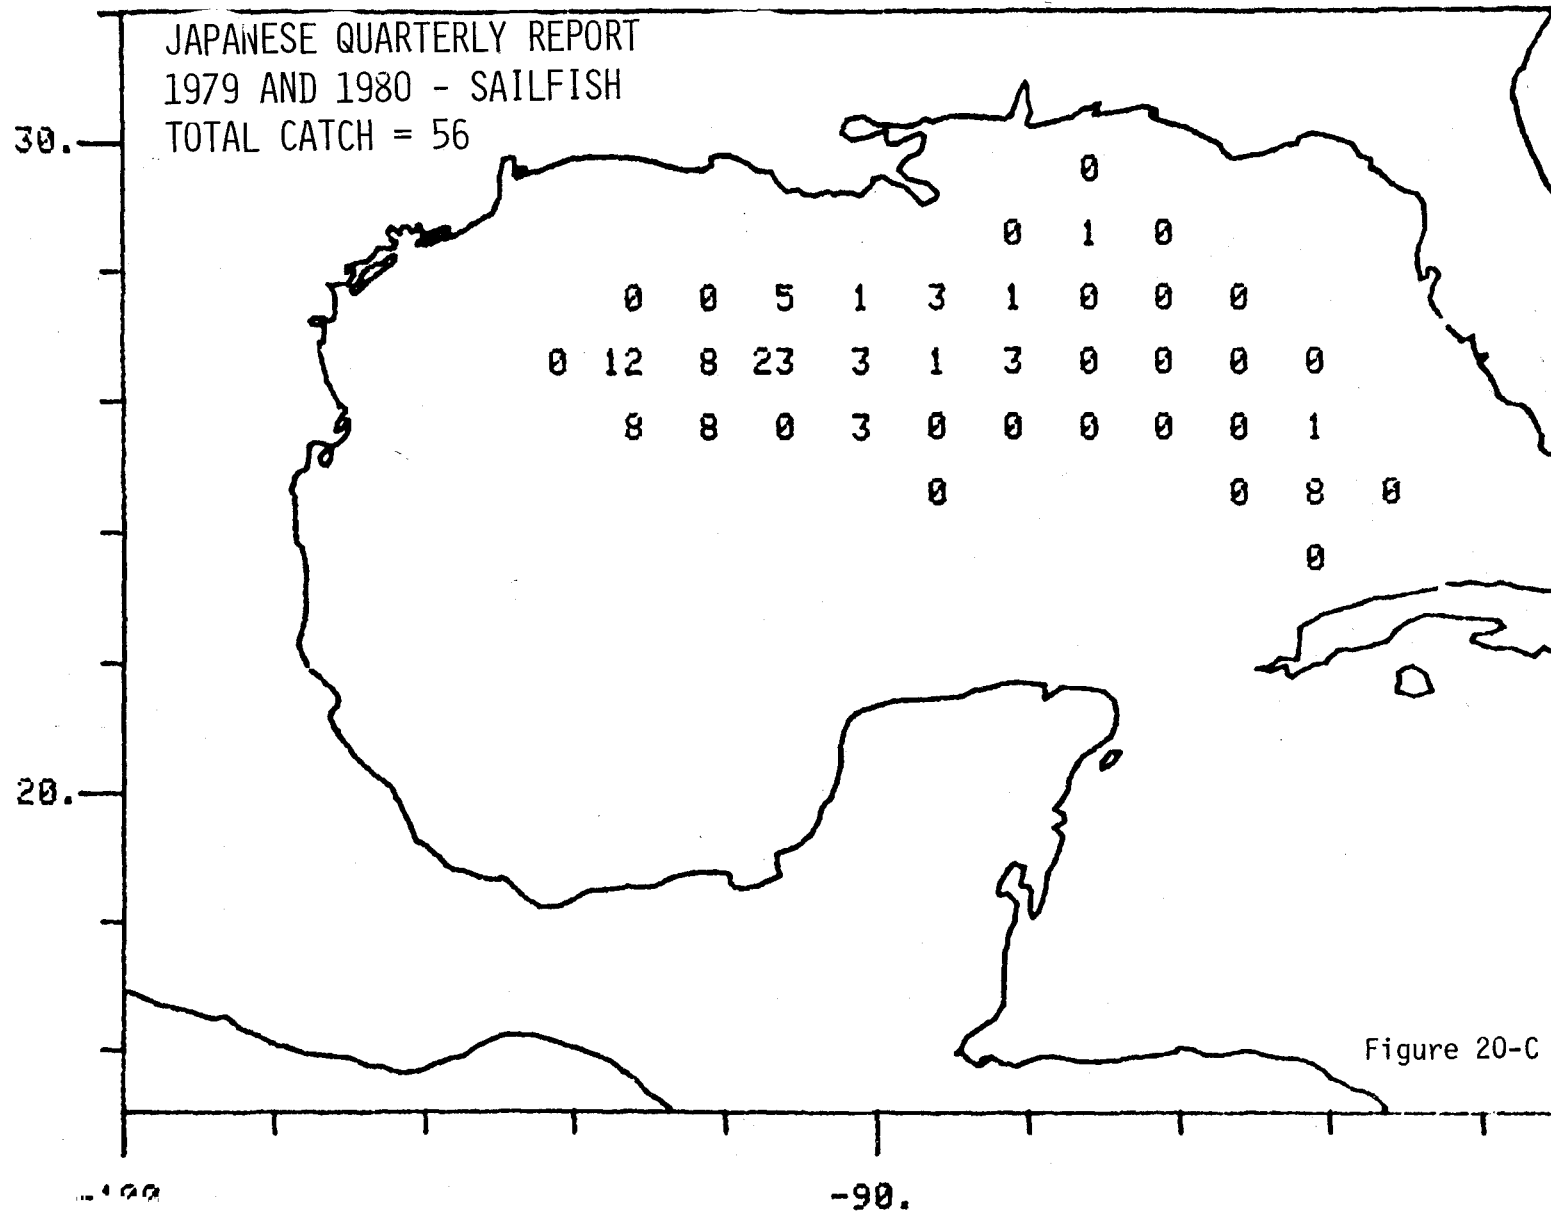 JAPANESE QUARTERLY REPORT
1979 AND 1980 - SAILFISH
TOTAL CATCH = 56
30.
0
0 1 0
0 0 5 1 3 1 0 0 0
0 12 8 23 3 1 3 0 0 0 0
8 8 0 3 0 0 0 0 0 1
0 0 8 0
0
20.
Figure 20-C
-90.